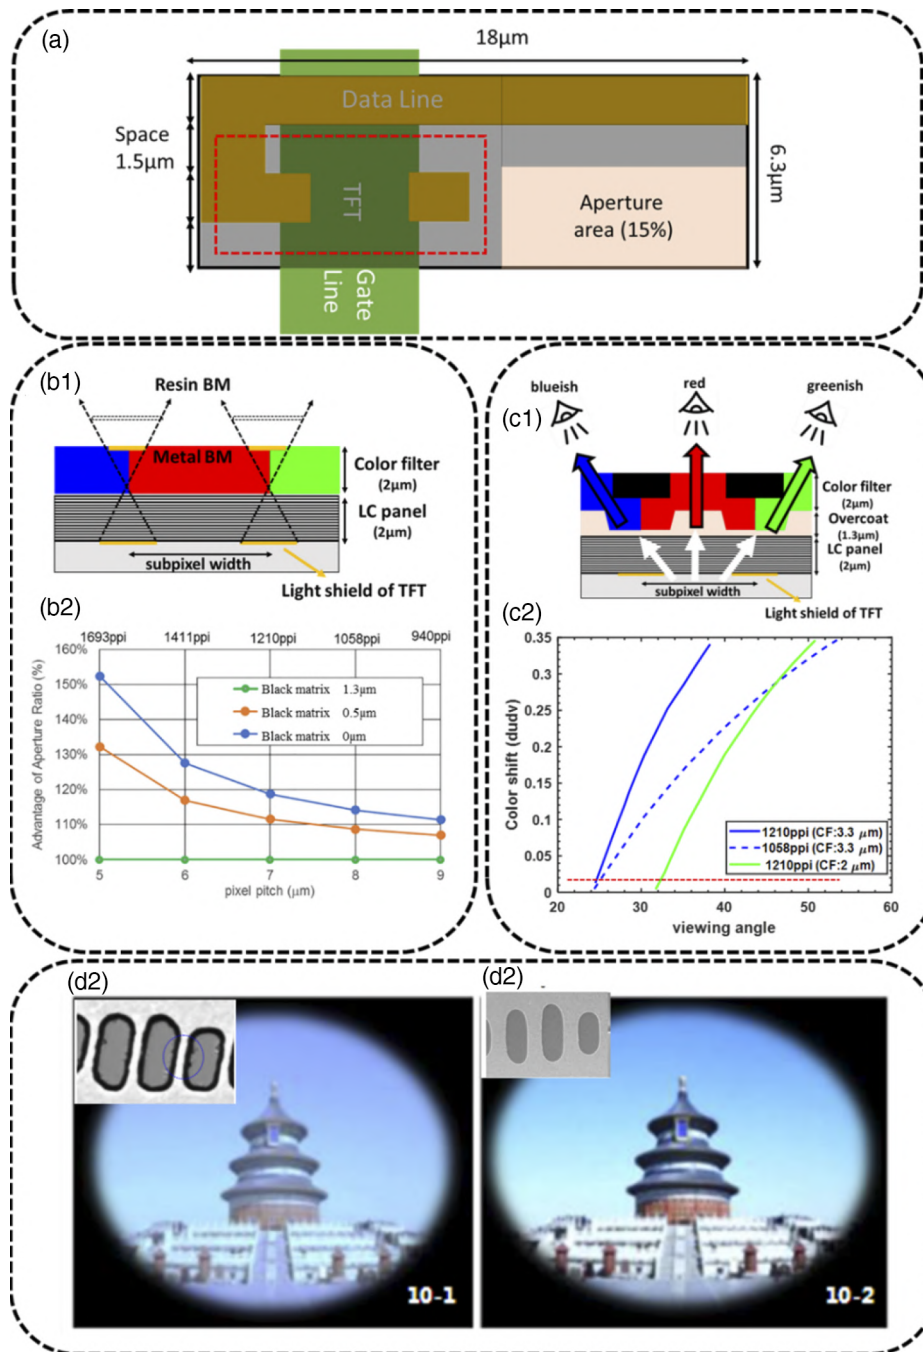 (a)
18μm
Data Line
Space
1.5μm
TFT
6.3μm
Aperture
area (15%)
Gate
Line
(b1)
Resin BM
Metal BM
Color filter
(2μm)
LC panel
(2μm)
subpixel width
Light shield of TFT
(b2)
1693ppi 1411ppi 1210ppi 1058ppi 940ppi
160%
150%
140%
130%
120%
110%
100%
Advantage of Aperture Ratio (%)
Black matrix 1.3μm
Black matrix 0.5μm
Black matrix 0μm
5 6 7 8 9
pixel pitch (μm)
(c1)
blueish
red
greenish
Color filter
(2μm)
Overcoat
(1.3μm)
LC panel
(2μm)
subpixel width
Light shield of TFT
(c2)
0.35
0.3
0.25
0.2
0.15
0.1
0.05
0
Color shift (dudv)
1210ppi (CF:3.3 μm)
1058ppi (CF:3.3 μm)
1210ppi (CF:2 μm)
20 30 40 50 60
viewing angle
(d2)
10-1
(d2)
10-2